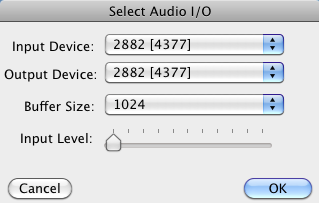 Select Audio I/O
Input Device: 2882 [4377]
Output Device: 2882 [4377]
Buffer Size: 1024
Input Level:
Cancel OK